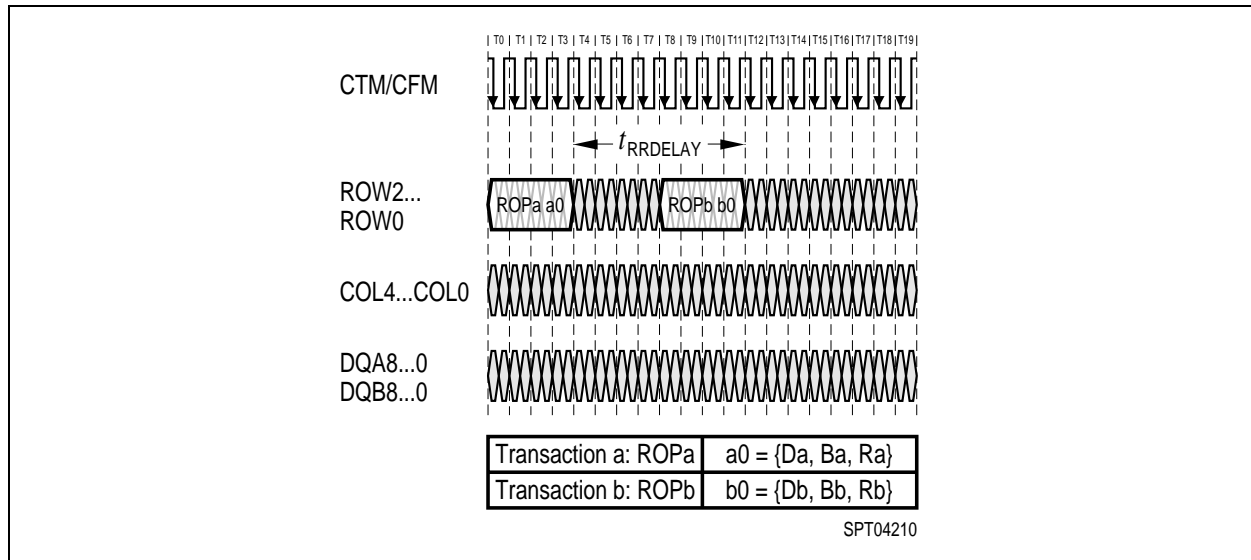 T0 T1 T2 T3 T4 T5 T6 T7 T8 T9 T10 T11 T12 T13 T14 T15 T16 T17 T18 T19
CTM/CFM
tRRDELAY
ROW2...
ROW0
ROPa a0
ROPb b0
COL4...COL0
DQA8...0
DQB8...0
Transaction a: ROPa a0 = {Da, Ba, Ra}
Transaction b: ROPb b0 = {Db, Bb, Rb}
SPT04210